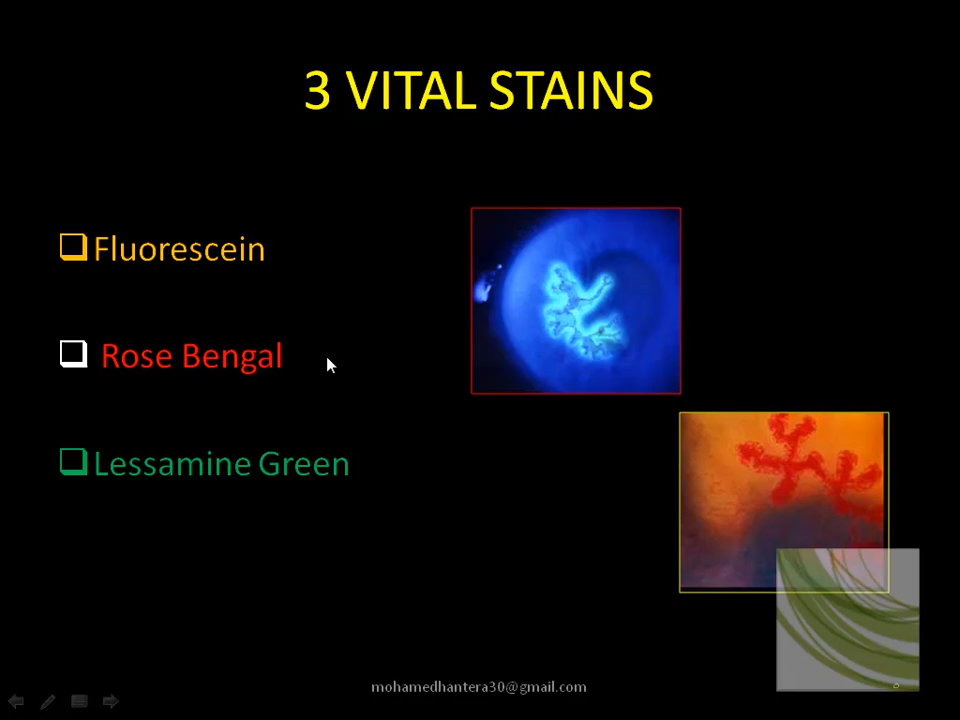 3 VITAL STAINS
Fluorescein
Rose Bengal
Lessamine Green
mohamedhantera30@gmail.com